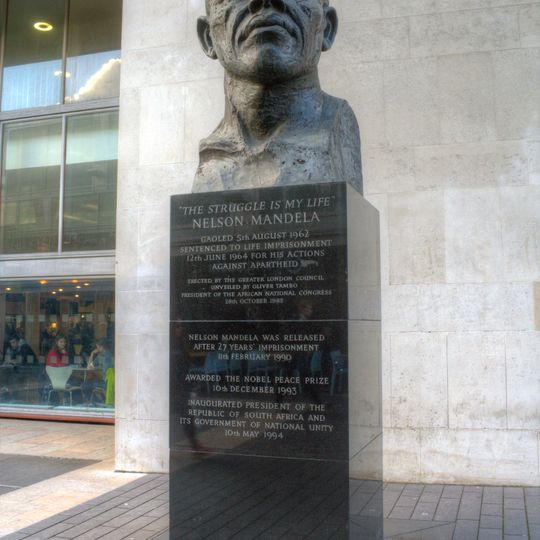 "THE STRUGGLE IS MY LIFE"
NELSON MANDELA
GAOLED 5TH AUGUST 1962
SENTENCED TO LIFE IMPRISONMENT
12TH JUNE 1964 FOR HIS ACTIONS
AGAINST APARTHEID
ERECTED BY THE GREATER LONDON COUNCIL
UNVEILED BY OLIVER TAMBO
PRESIDENT OF THE AFRICAN NATIONAL CONGRESS
28TH OCTOBER 1985
NELSON MANDELA WAS RELEASED
AFTER 27 YEARS' IMPRISONMENT
11th FEBRUARY 1990
AWARDED THE NOBEL PEACE PRIZE
10th DECEMBER 1993
INAUGURATED PRESIDENT OF THE
REPUBLIC OF SOUTH AFRICA AND
ITS GOVERNMENT OF NATIONAL UNITY
10th MAY 1994